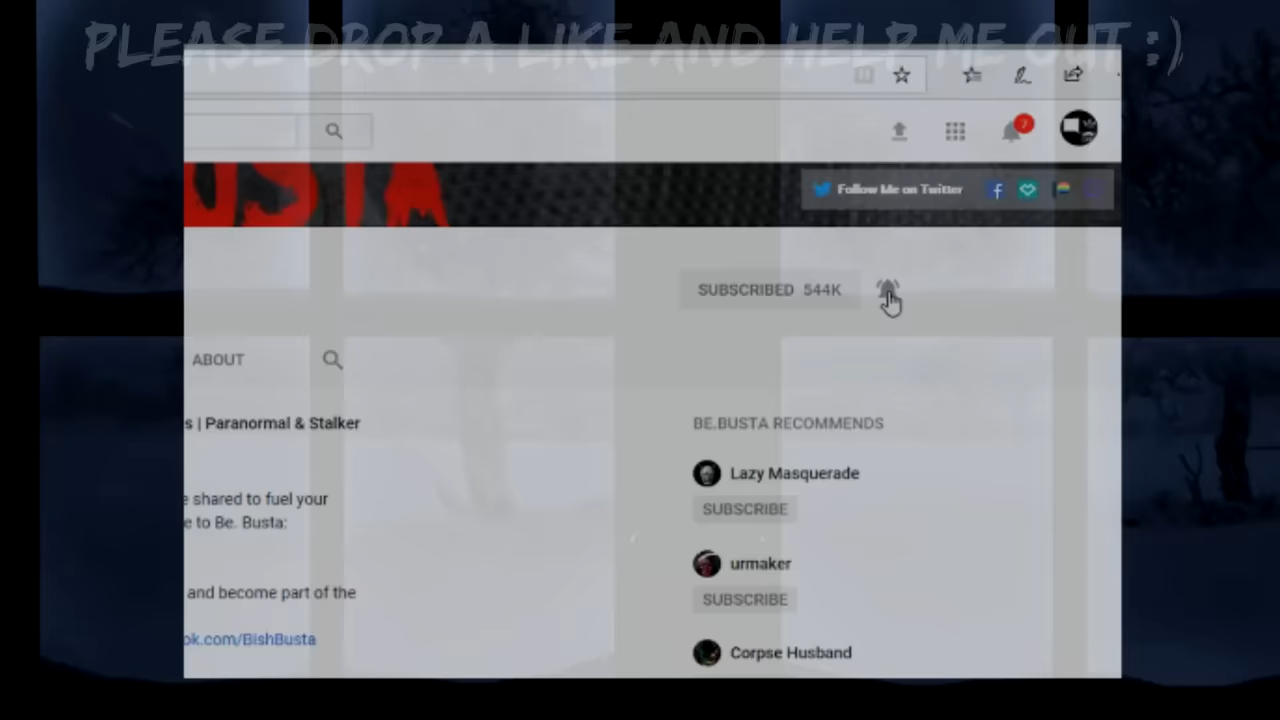 PLEASE DROP A LIKE AND HELP ME OUT :)
7
USTA
Follow Me on Twitter
SUBSCRIBED 544K
ABOUT
s | Paranormal & Stalker
BE.BUSTA RECOMMENDS
Lazy Masquerade
e shared to fuel your
SUBSCRIBE
e to Be. Busta:
urmaker
and become part of the
SUBSCRIBE
ok.com/BishBusta
Corpse Husband